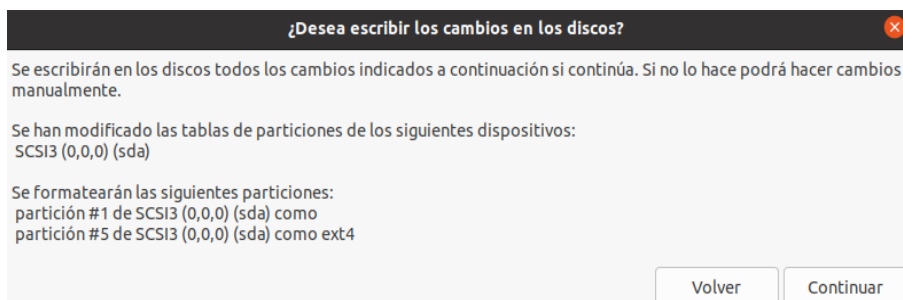 ¿Desea escribir los cambios en los discos?
Se escribirán en los discos todos los cambios indicados a continuación si continúa. Si no lo hace podrá hacer cambios
manualmente.
Se han modificado las tablas de particiones de los siguientes dispositivos:
SCSI3 (0,0,0) (sda)
Se formatearán las siguientes particiones:
partición #1 de SCSI3 (0,0,0) (sda) como
partición #5 de SCSI3 (0,0,0) (sda) como ext4
Volver
Continuar